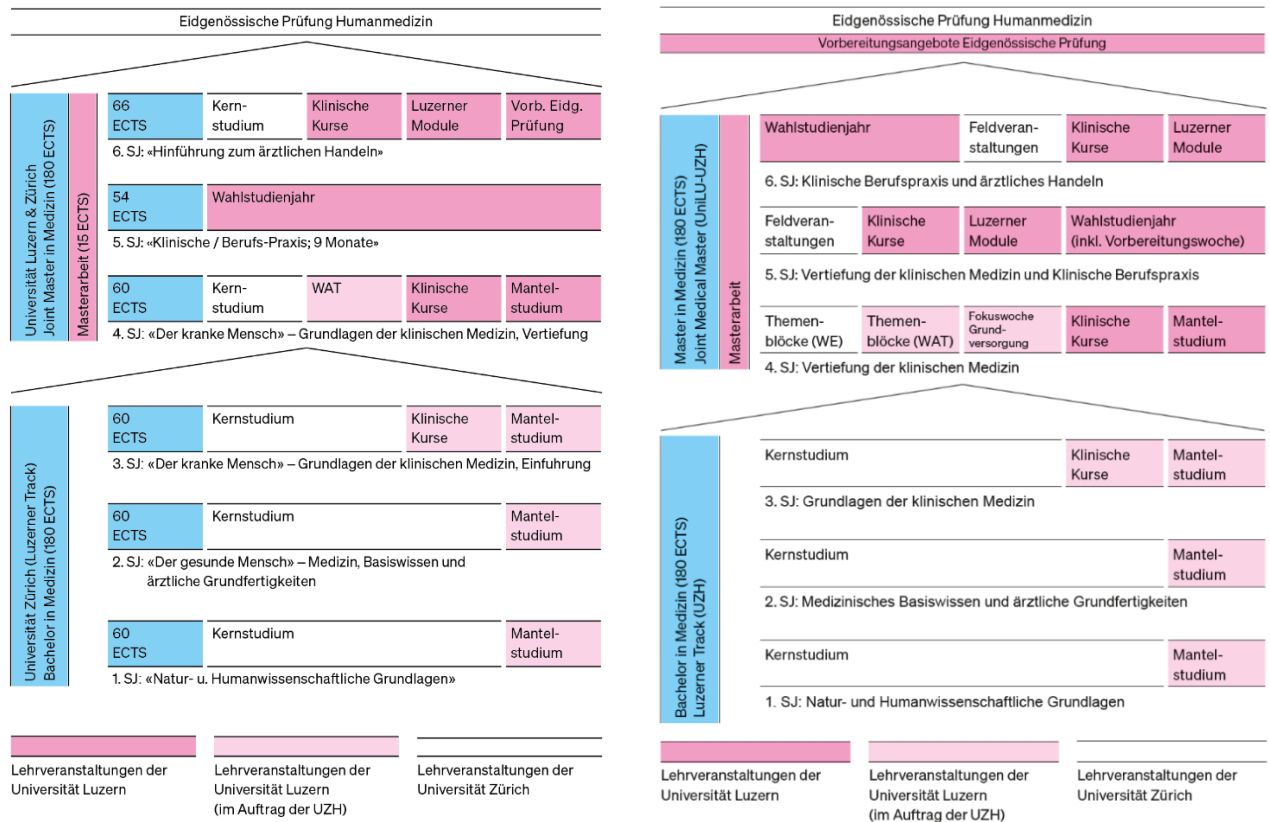 Eidgenössische Prüfung Humanmedizin
Universität Luzern & Zürich
Joint Master in Medizin (180 ECTS)
Masterarbeit (15 ECTS)
66
ECTS
Kern-
studium
Klinische
Kurse
Luzerner
Module
Vorb. Eidg.
Prüfung
6. SJ: «Hinführung zum ärztlichen Handeln»
54
ECTS
Wahlstudienjahr
5. SJ: «Klinische / Berufs-Praxis; 9 Monate»
60
ECTS
Kern-
studium
WAT
Klinische
Kurse
Mantel-
studium
4. SJ: «Der kranke Mensch» – Grundlagen der klinischen Medizin, Vertiefung
Universität Zürich (Luzerner Track)
Bachelor in Medizin (180 ECTS)
60
ECTS
Kernstudium
Klinische
Kurse
Mantel-
studium
3. SJ: «Der kranke Mensch» – Grundlagen der klinischen Medizin, Einfuhrung
60
ECTS
Kernstudium
Mantel-
studium
2. SJ: «Der gesunde Mensch» – Medizin, Basiswissen und
ärztliche Grundfertigkeiten
60
ECTS
Kernstudium
Mantel-
studium
1. SJ: «Natur- u. Humanwissenschaftliche Grundlagen»
Lehrveranstaltungen der
Universität Luzern
Lehrveranstaltungen der
Universität Luzern
(im Auftrag der UZH)
Lehrveranstaltungen der
Universität Zürich
Eidgenössische Prüfung Humanmedizin
Vorbereitungsangebote Eidgenössische Prüfung
Master in Medizin (180 ECTS)
Joint Medical Master (UniLU-UZH)
Masterarbeit
Wahlstudienjahr
Feldveran-
staltungen
Klinische
Kurse
Luzerner
Module
6. SJ: Klinische Berufspraxis und ärztliches Handeln
Feldveran-
staltungen
Klinische
Kurse
Luzerner
Module
Wahlstudienjahr
(inkl. Vorbereitungswoche)
5. SJ: Vertiefung der klinischen Medizin und Klinische Berufspraxis
Themen-
blöcke (WE)
Themen-
blöcke (WAT)
Fokuswoche
Grund-
versorgung
Klinische
Kurse
Mantel-
studium
4. SJ: Vertiefung der klinischen Medizin
Bachelor in Medizin (180 ECTS)
Luzerner Track (UZH)
Kernstudium
Klinische
Kurse
Mantel-
studium
3. SJ: Grundlagen der klinischen Medizin
Kernstudium
Mantel-
studium
2. SJ: Medizinisches Basiswissen und ärztliche Grundfertigkeiten
Kernstudium
Mantel-
studium
1. SJ: Natur- und Humanwissenschaftliche Grundlagen
Lehrveranstaltungen der
Universität Luzern
Lehrveranstaltungen der
Universität Luzern
(im Auftrag der UZH)
Lehrveranstaltungen der
Universität Zürich